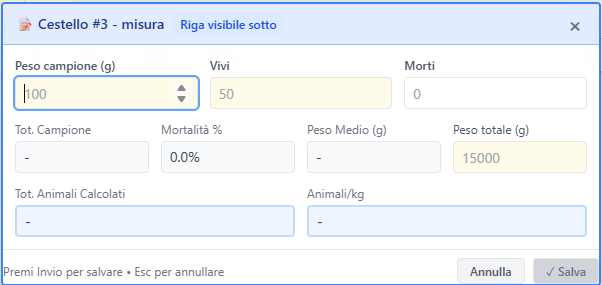 Cestello #3 - misura Riga visibile sotto ×
Peso campione (g) Vivi Morti
100 50 0
Tot. Campione Mortalità % Peso Medio (g) Peso totale (g)
- 0.0% - 15000
Tot. Animali Calcolati Animali/kg
- -
Premi Invio per salvare • Esc per annullare Annulla ✓ Salva